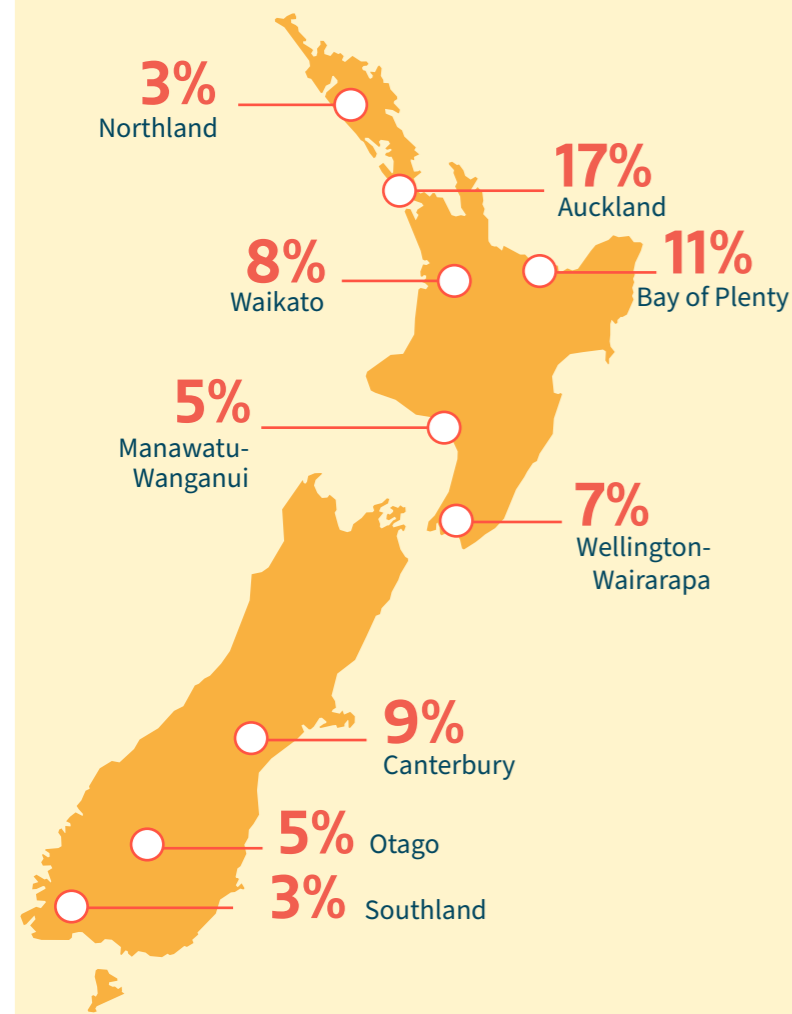 3%
Northland
17%
Auckland
8%
Waikato
11%
Bay of Plenty
5%
Manawatu-
Wanganui
7%
Wellington-
Wairarapa
9%
Canterbury
5% Otago
3% Southland